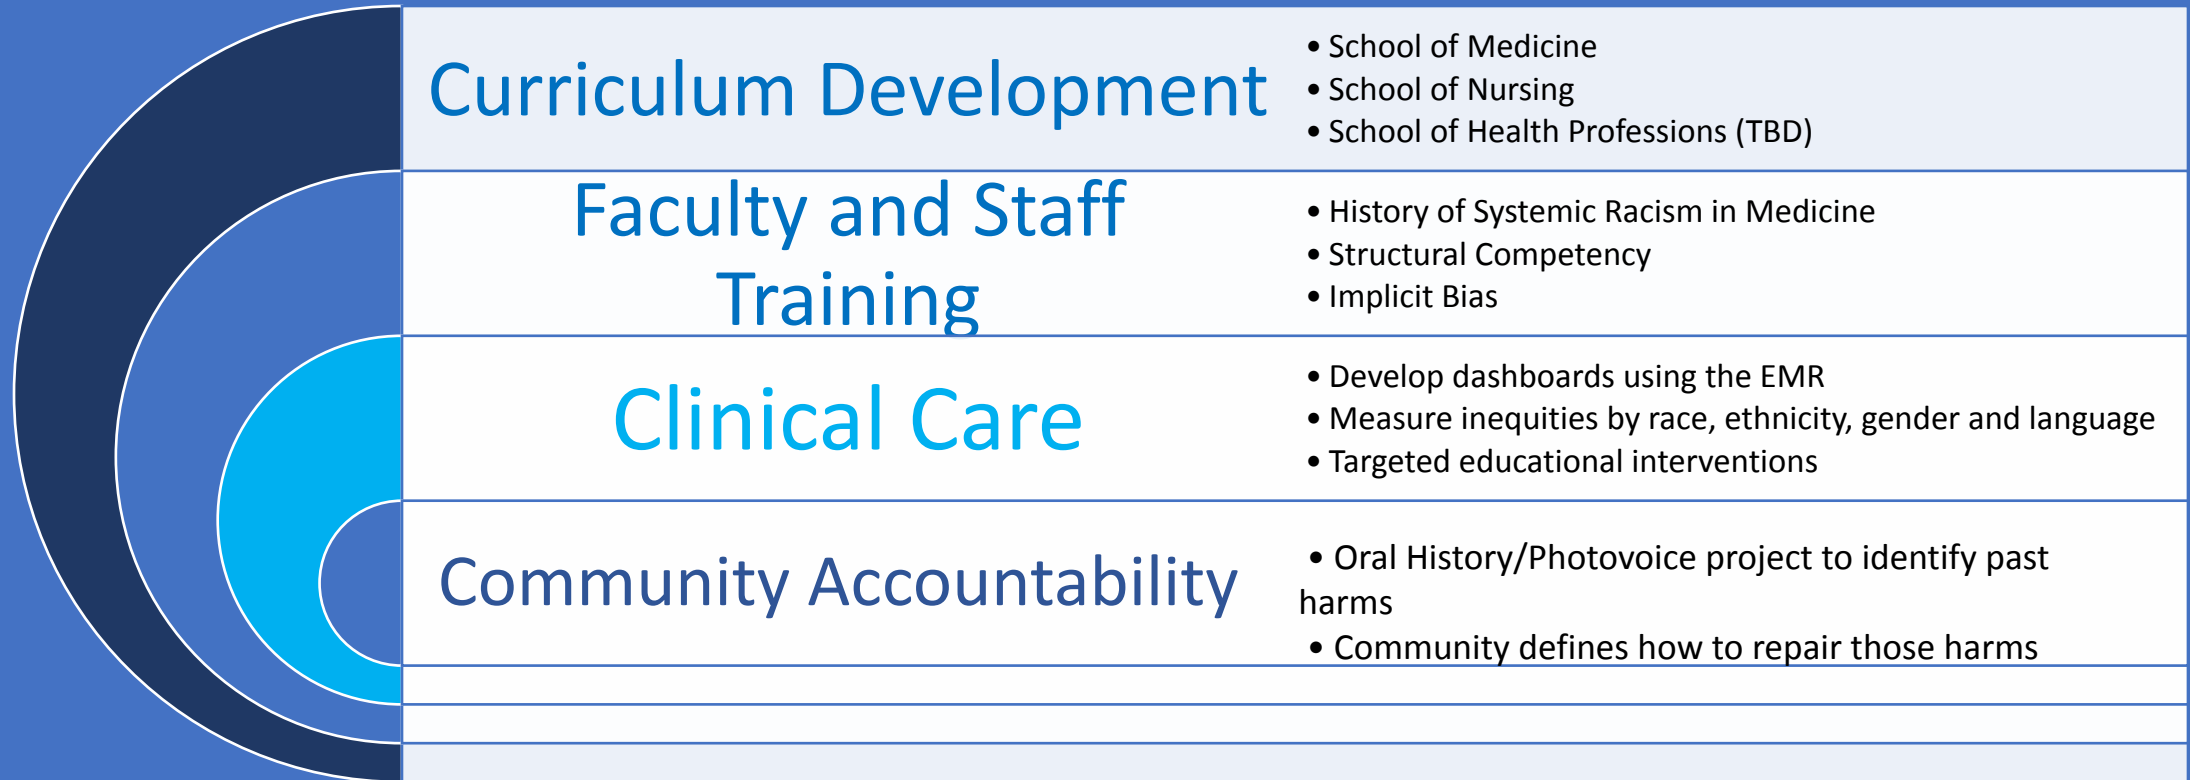 Curriculum Development
• School of Medicine
• School of Nursing
• School of Health Professions (TBD)
Faculty and Staff
Training
• History of Systemic Racism in Medicine
• Structural Competency
• Implicit Bias
Clinical Care
• Develop dashboards using the EMR
• Measure inequities by race, ethnicity, gender and language
• Targeted educational interventions
Community Accountability
• Oral History/Photovoice project to identify past
harms
• Community defines how to repair those harms